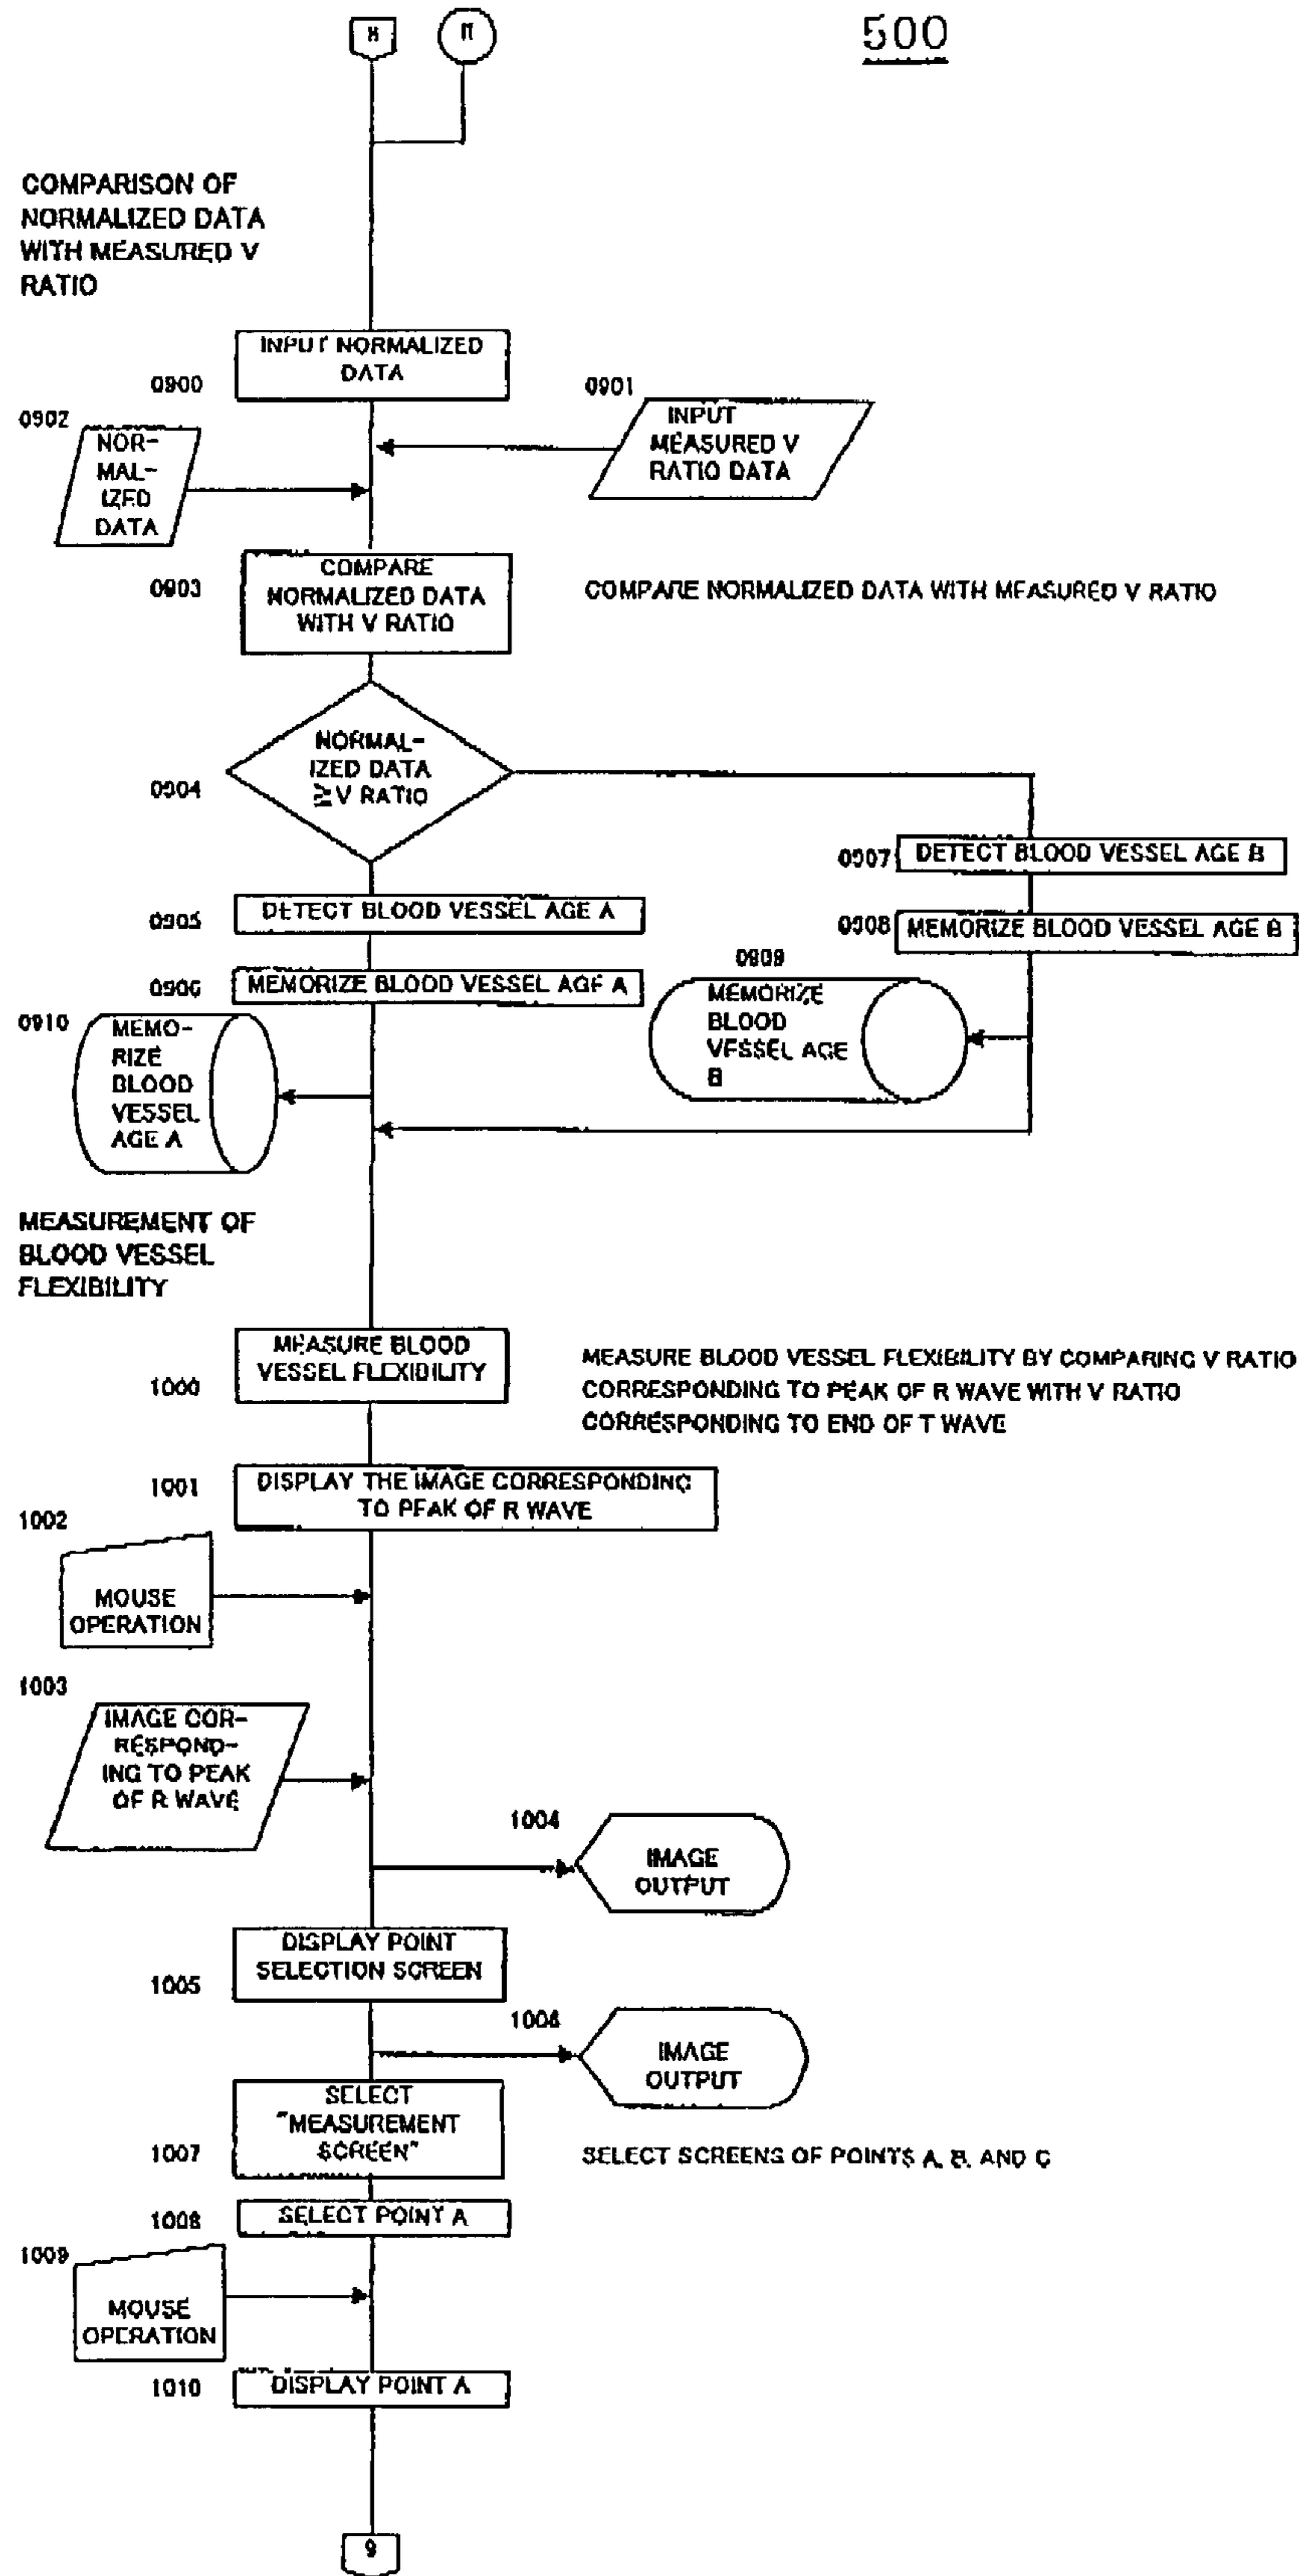 500
COMPARISON OF
NORMALIZED DATA
WITH MEASURED V
RATIO
INPUT NORMALIZED
DATA
0900
0901
INPUT
MEASURED V
RATIO DATA
0902
NOR-
MAL-
IZED
DATA
0903
COMPARE
NORMALIZED DATA
WITH V RATIO
COMPARE NORMALIZED DATA WITH MEASURED V RATIO
0904
NORMAL-
IZED DATA
≧V RATIO
0907
DETECT BLOOD VESSEL AGE B
0905
DETECT BLOOD VESSEL AGE A
0908
MEMORIZE BLOOD VESSEL AGE B
0906
MEMORIZE BLOOD VESSEL AGE A
0909
MEMORIZE
BLOOD
VESSEL AGE
B
0910
MEMO-
RIZE
BLOOD
VESSEL
AGE A
MEASUREMENT OF
BLOOD VESSEL
FLEXIBILITY
MEASURE BLOOD
VESSEL FLEXIBILITY
1000
MEASURE BLOOD VESSEL FLEXIBILITY BY COMPARING V RATIO
CORRESPONDING TO PEAK OF R WAVE WITH V RATIO
CORRESPONDING TO END OF T WAVE
1001
DISPLAY THE IMAGE CORRESPONDING
TO PEAK OF R WAVE
1002
MOUSE
OPERATION
1003
IMAGE COR-
RESPOND-
ING TO PEAK
OF R WAVE
1004
IMAGE
OUTPUT
DISPLAY POINT
SELECTION SCREEN
1005
1006
IMAGE
OUTPUT
SELECT
"MEASUREMENT
SCREEN"
1007
SELECT SCREENS OF POINTS A, B, AND C
1008
SELECT POINT A
1009
MOUSE
OPERATION
1010
DISPLAY POINT A
9